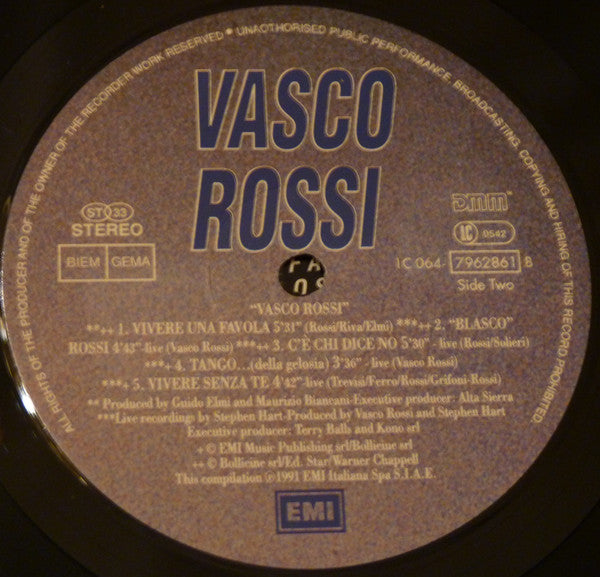 ALL RIGHTS OF THE PRODUCER AND OF THE OWNER OF THE RECORDER WORK RESERVED • UNAUTHORISED PUBLIC PERFORMANCE, BROADCASTING, COPYING AND HIRING OF THIS RECORD PROHIBITED.
VASCO
ROSSI
ST 33
STEREO
BIEM GEMA
DMM
LC 0542
1C 064- 7962861 B
Side Two
"VASCO ROSSI"
**++ 1. VIVERE UNA FAVOLA 5'31" (Rossi/Riva/Elmi) ***++ 2. "BLASCO"
ROSSI 4'43"-live (Vasco Rossi) ***++ 3. C'È CHI DICE NO 5'30" - live (Rossi/Solieri)
***+ 4. TANGO...(della gelosia) 3'36" - live (Vasco Rossi)
***+ 5. VIVERE SENZA TE 4'42"-live (Trevisi/Ferro/Rossi/Grifoni-Rossi)
** Produced by Guido Elmi and Maurizio Biancani-Executive producer: Alta Sierra
***Live recordings by Stephen Hart-Produced by Vasco Rossi and Stephen Hart
Executive producer: Terry Balls and Kono srl
+ © EMI Music Publishing srl/Bollicine srl
++ © Bollicine srl/Ed. Star/Warner Chappell
This compilation ℗1991 EMI Italiana Spa S.I.A.E.
EMI